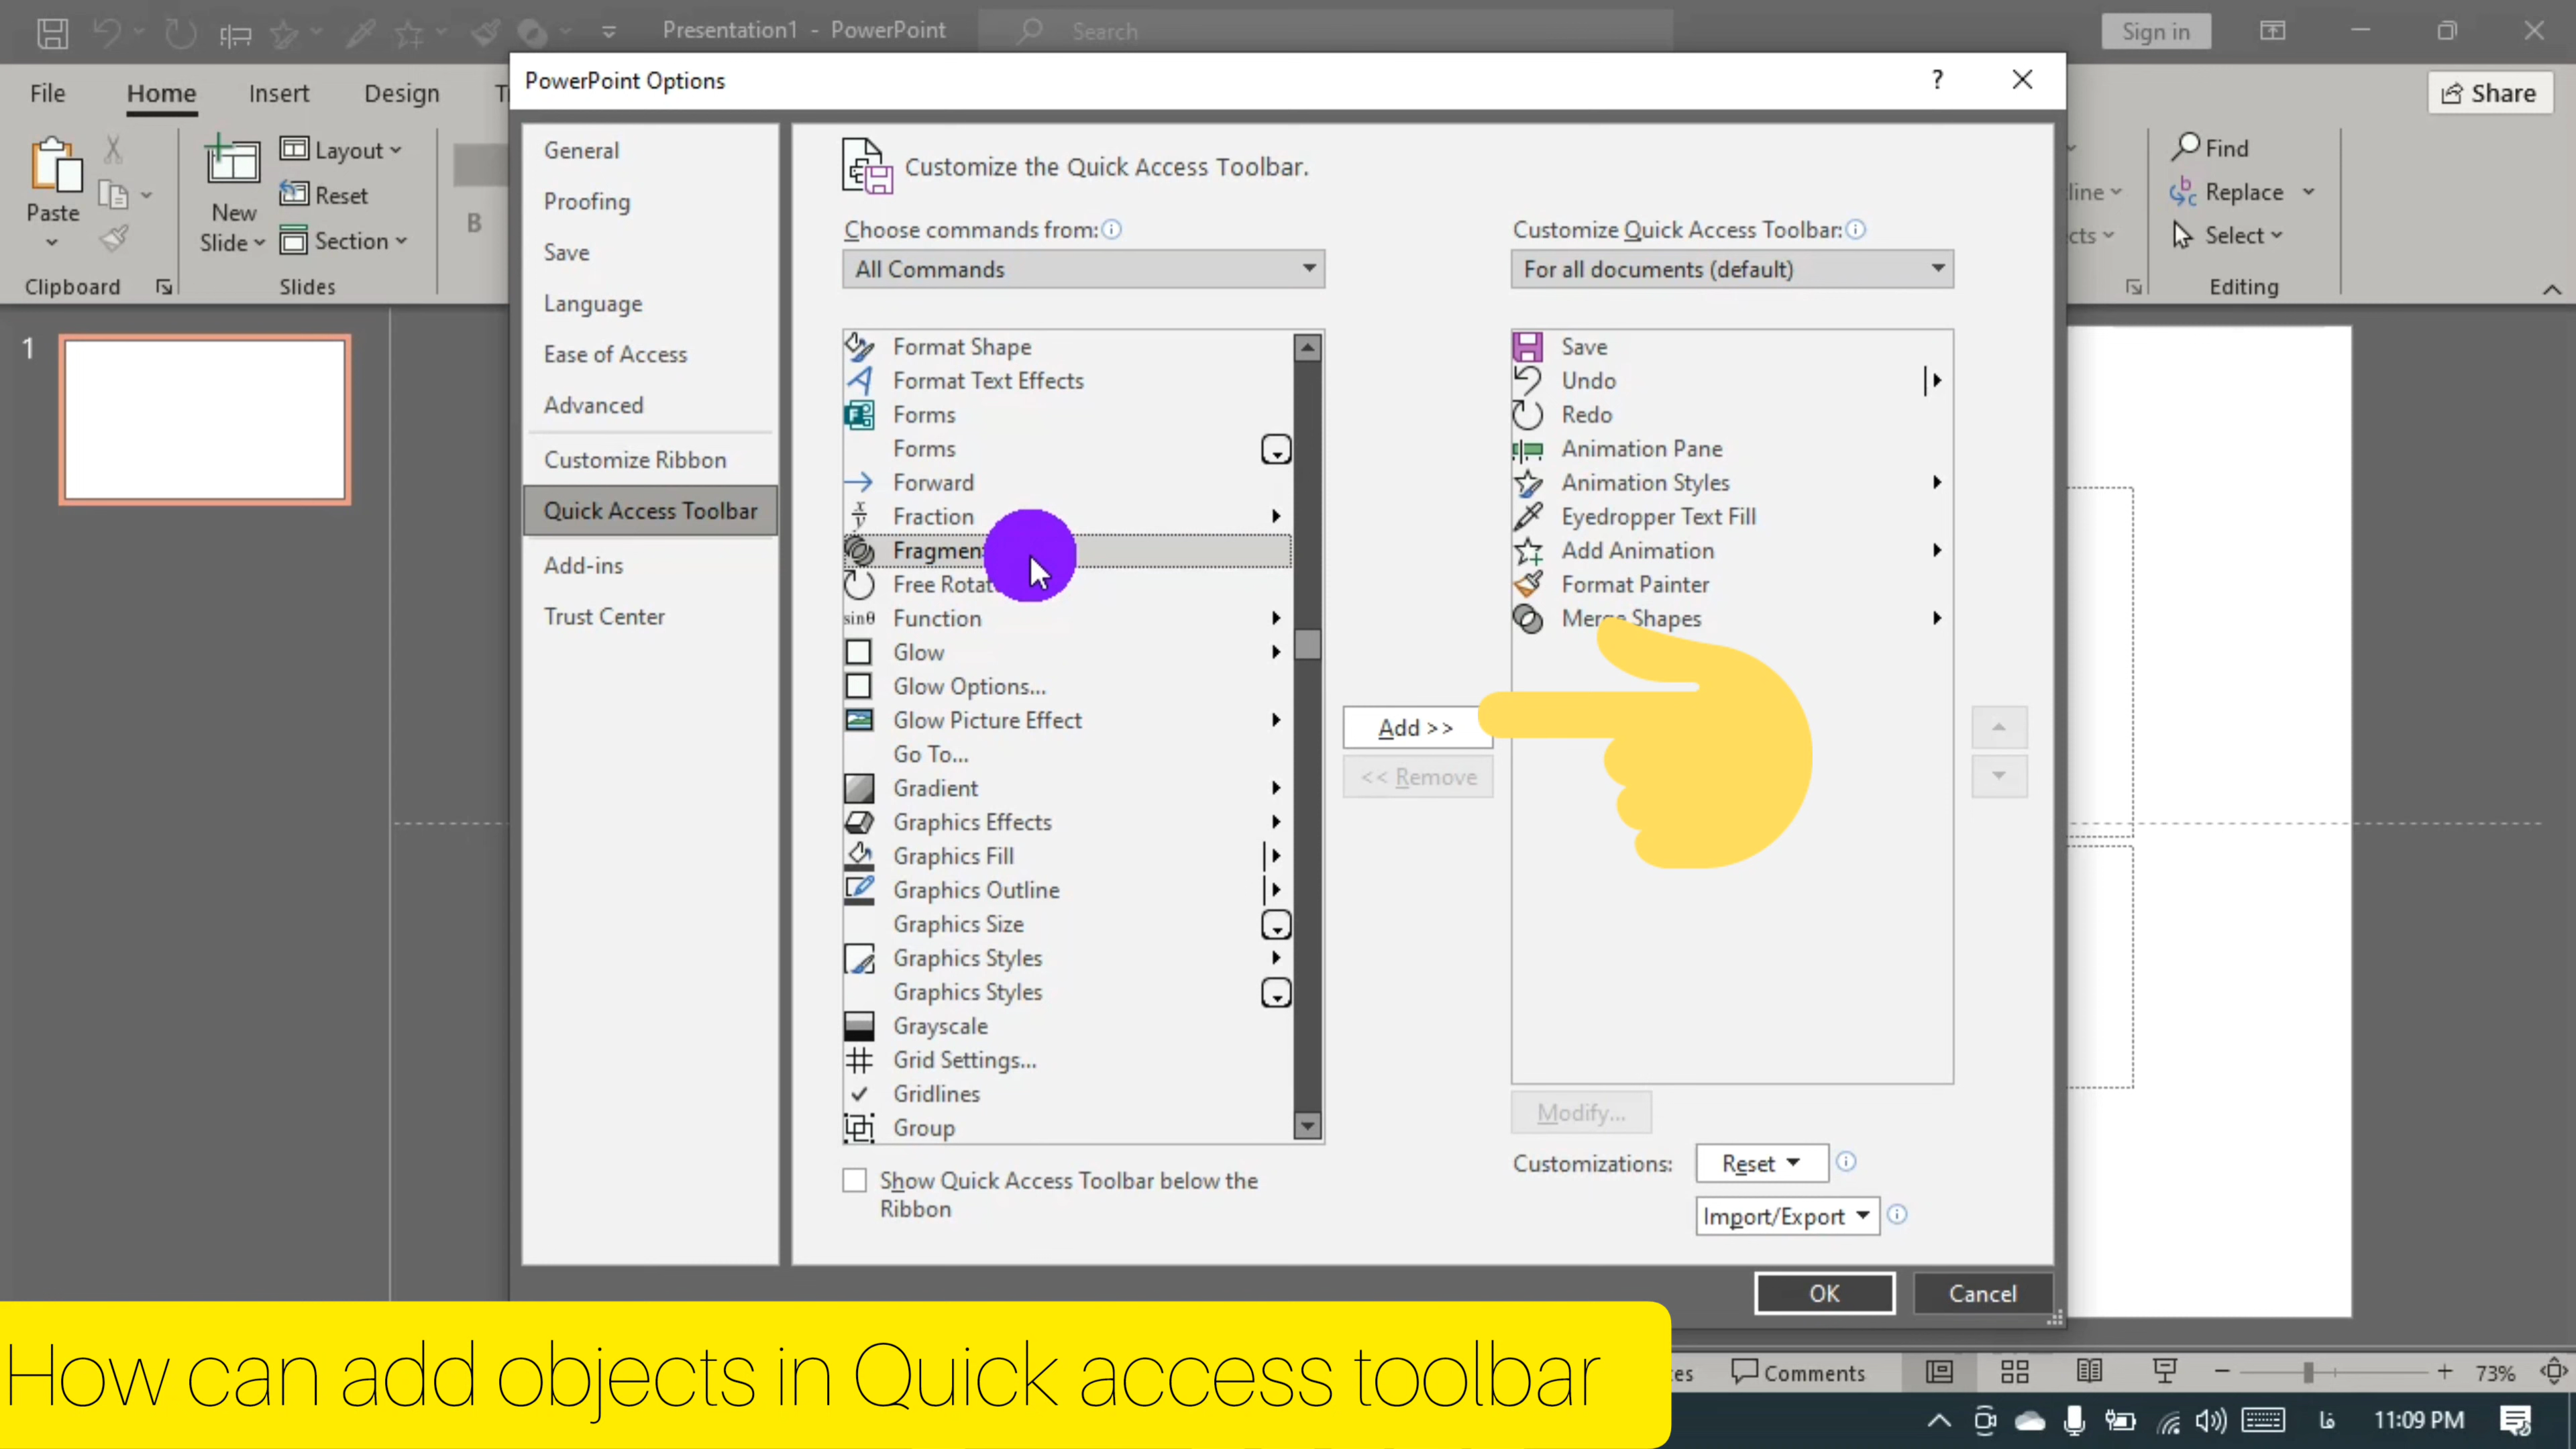 Presentation1 - PowerPoint
Search
Sign in
File
Home
Insert
Design
Share
Paste
New
Slide
Layout
Reset
Section
B
Clipboard
Slides
Find
Replace
Select
Editing
1
PowerPoint Options
?
General
Proofing
Save
Language
Ease of Access
Advanced
Customize Ribbon
Quick Access Toolbar
Add-ins
Trust Center
Customize the Quick Access Toolbar.
Choose commands from:
All Commands
Format Shape
Format Text Effects
Forms
Forms
Forward
Fraction
Fragmen
Free Rotat
Function
Glow
Glow Options...
Glow Picture Effect
Go To...
Gradient
Graphics Effects
Graphics Fill
Graphics Outline
Graphics Size
Graphics Styles
Graphics Styles
Grayscale
Grid Settings...
Gridlines
Group
Show Quick Access Toolbar below the
Ribbon
Add >>
<< Remove
Customize Quick Access Toolbar:
For all documents (default)
Save
Undo
Redo
Animation Pane
Animation Styles
Eyedropper Text Fill
Add Animation
Format Painter
Merge Shapes
Modify...
Customizations:
Reset
Import/Export
OK
Cancel
How can add objects in Quick access toolbar
Comments
73%
فا
11:09 PM